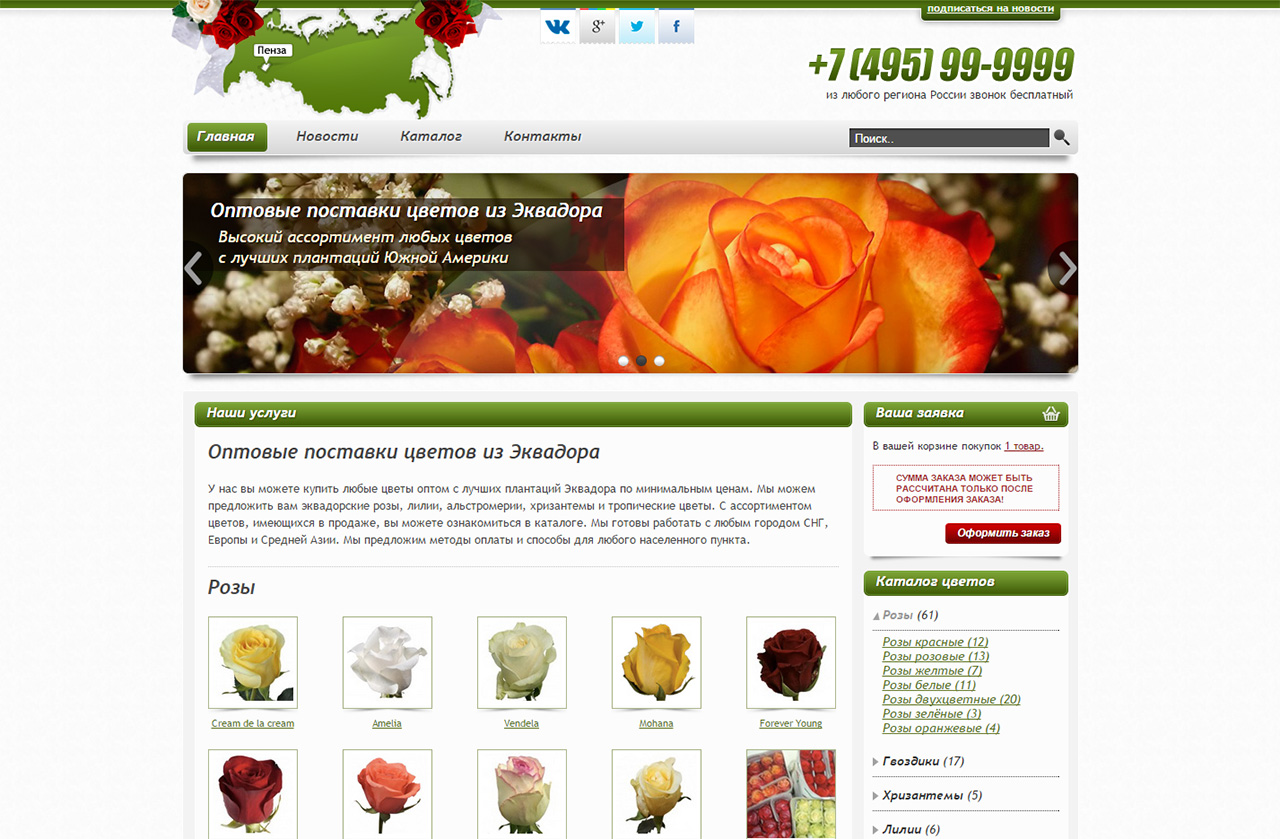 подписаться на новости
Пенза
+7 (495) 99-9999
из любого региона России звонок бесплатный
Главная Новости Каталог Контакты Поиск..
Оптовые поставки цветов из Эквадора
Высокий ассортимент любых цветов
с лучших плантаций Южной Америки
Наши услуги
Оптовые поставки цветов из Эквадора
У нас вы можете купить любые цветы оптом с лучших плантаций Эквадора по минимальным ценам. Мы можем
предложить вам эквадорские розы, лилии, альстромерии, хризантемы и тропические цветы. С ассортиментом
цветов, имеющихся в продаже, вы можете ознакомиться в каталоге. Мы готовы работать с любым городом СНГ,
Европы и Средней Азии. Мы предложим методы оплаты и способы для любого населенного пункта.
Розы
Cream de la cream Amelia Vendela Mohana Forever Young
Ваша заявка
В вашей корзине покупок 1 товар.
СУММА ЗАКАЗА МОЖЕТ БЫТЬ
РАССЧИТАНА ТОЛЬКО ПОСЛЕ
ОФОРМЛЕНИЯ ЗАКАЗА!
Оформить заказ
Каталог цветов
Розы (61)
Розы красные (12)
Розы розовые (13)
Розы желтые (7)
Розы белые (11)
Розы двухцветные (20)
Розы зелёные (3)
Розы оранжевые (4)
Гвоздики (17)
Хризантемы (5)
Лилии (6)